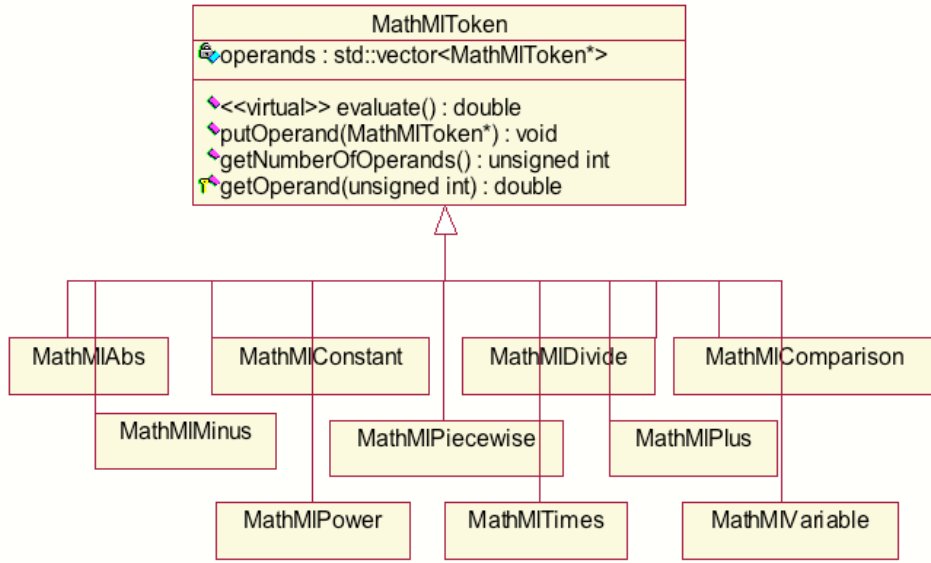 MathMlToken
operands : std::vector<MathMlToken*>
<<virtual>> evaluate() : double
putOperand(MathMlToken*) : void
getNumberOfOperands() : unsigned int
getOperand(unsigned int) : double
MathMlAbs
MathMlConstant
MathMlDivide
MathMlComparison
MathMlMinus
MathMlPiecewise
MathMlPlus
MathMlPower
MathMlTimes
MathMlVariable